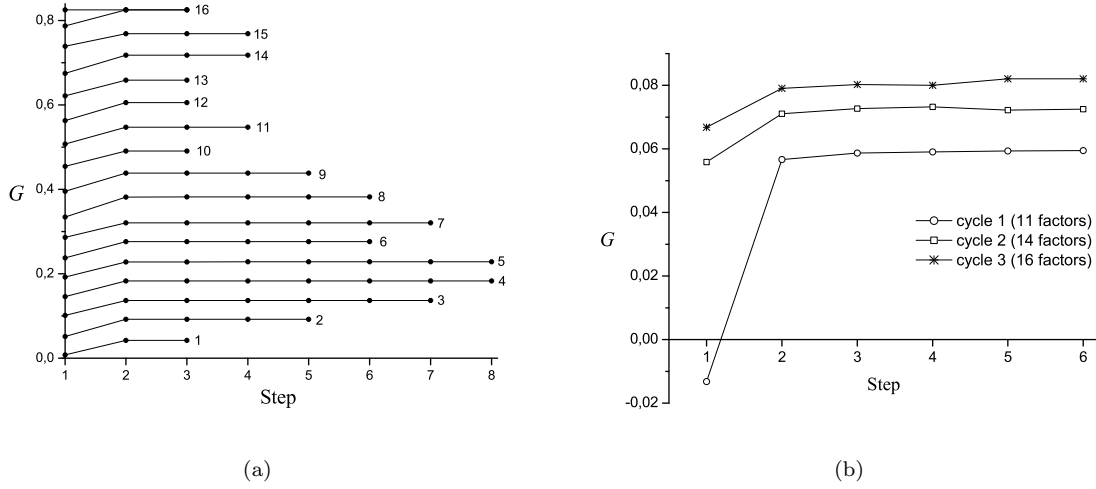 0,8
0,6
0,4
0,2
0,0
G
16
15
14
13
12
11
10
9
8
7
6
5
4
3
2
1
1 2 3 4 5 6 7 8
Step
(a)
0,08
0,06
0,04
0,02
0,00
-0,02
G
cycle 1 (11 factors)
cycle 2 (14 factors)
cycle 3 (16 factors)
1 2 3 4 5 6
Step
(b)